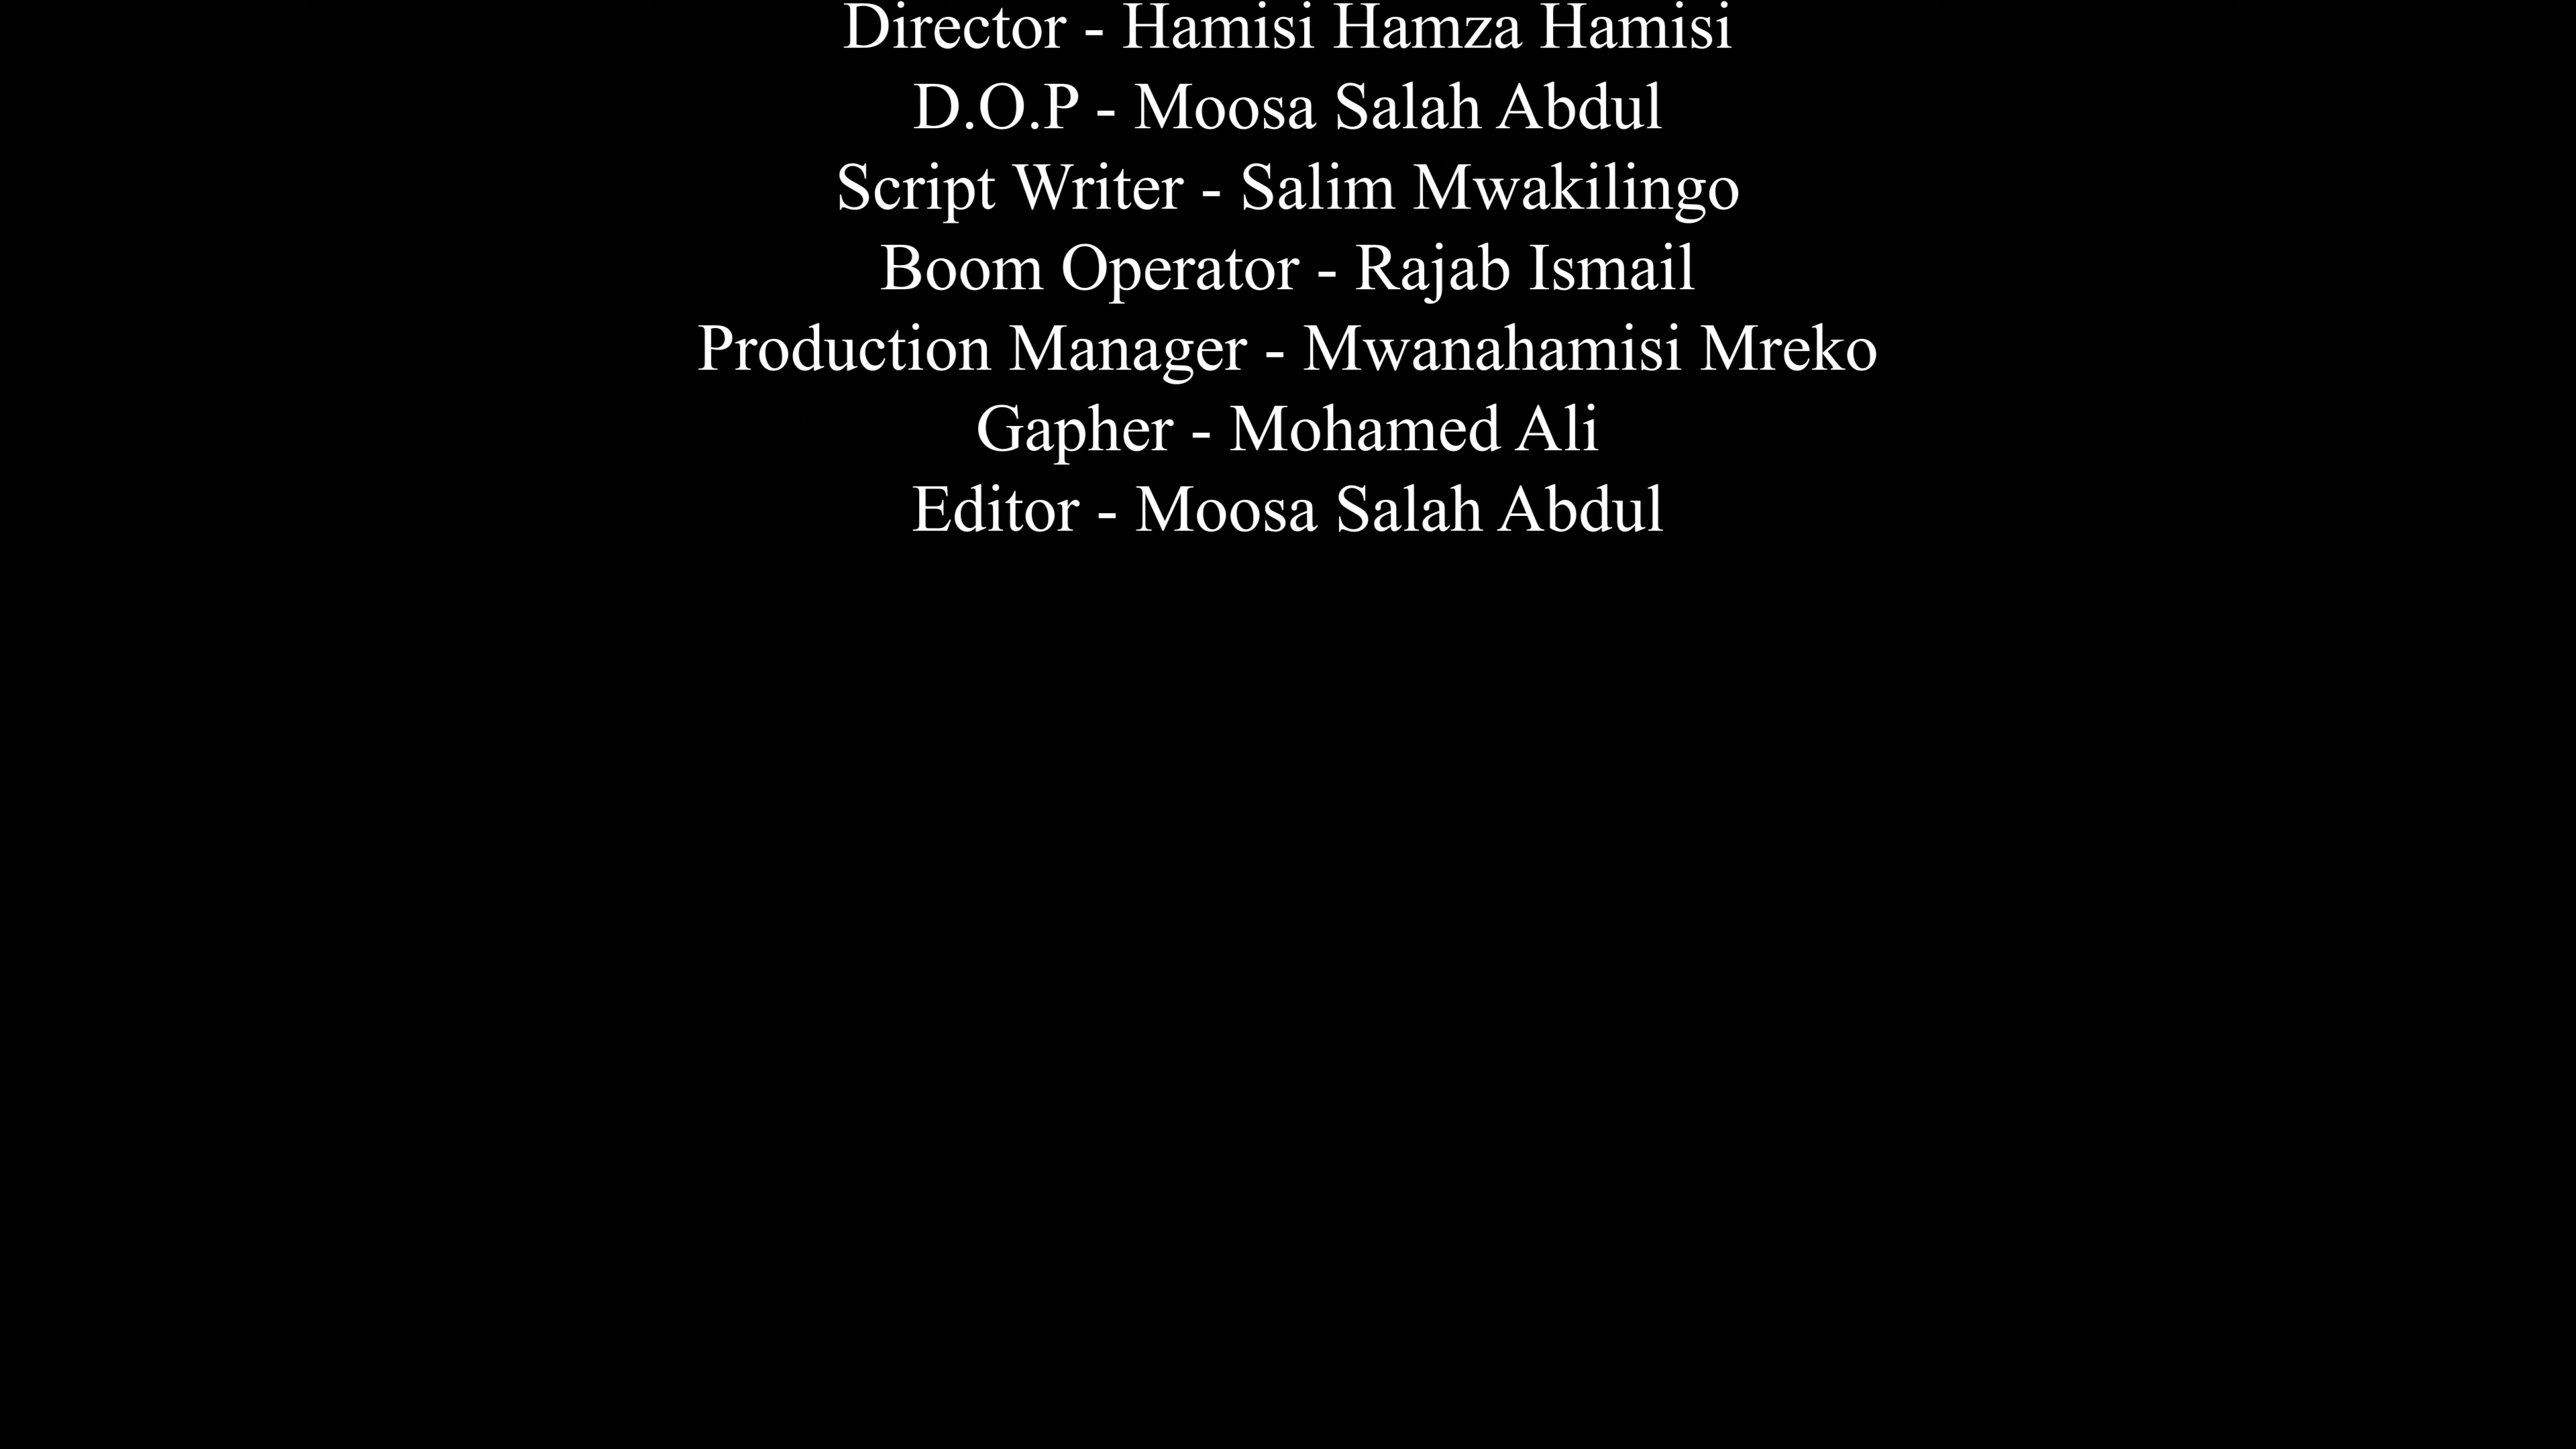 Director - Hamisi Hamza Hamisi
D.O.P - Moosa Salah Abdul
Script Writer - Salim Mwakilingo
Boom Operator - Rajab Ismail
Production Manager - Mwanahamisi Mreko
Gapher - Mohamed Ali
Editor - Moosa Salah Abdul